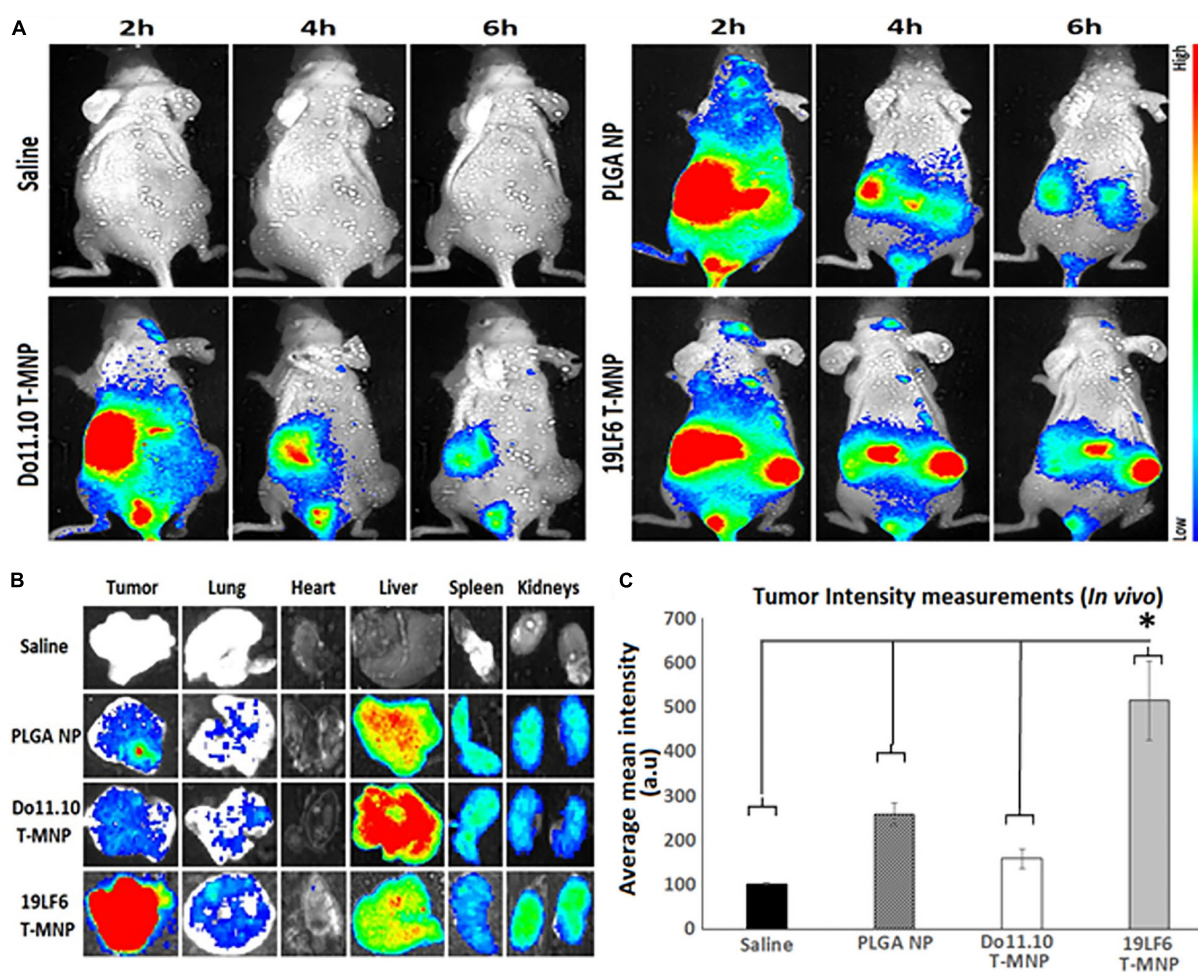 A
2h 4h 6h 2h 4h 6h
Saline
PLGA NP
High
Do11.10 T-MNP
19LF6 T-MNP
Low
B
Tumor Lung Heart Liver Spleen Kidneys
Saline
PLGA NP
Do11.10
T-MNP
19LF6
T-MNP
C
Tumor Intensity measurements (In vivo)
*
Average mean intensity
(a.u)
700
600
500
400
300
200
100
0
Saline
PLGA NP
Do11.10
T-MNP
19LF6
T-MNP